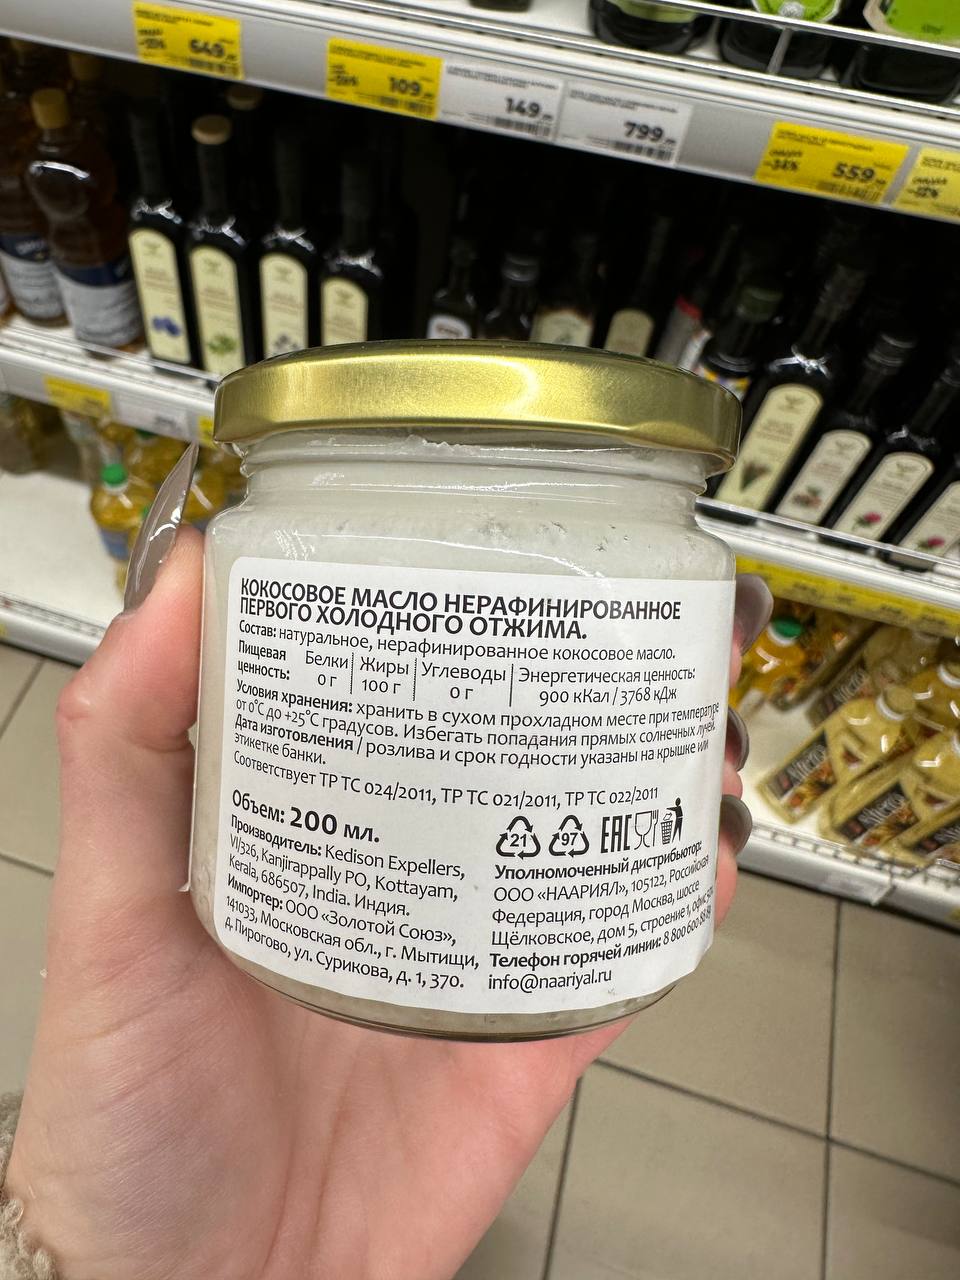 649
109
149
799
-32%
559
КОКОСОВОЕ МАСЛО НЕРАФИНИРОВАННОЕ
ПЕРВОГО ХОЛОДНОГО ОТЖИМА.
Состав: натуральное, нерафинированное кокосовое масло.
Пищевая ценность: Белки 0 г Жиры 100 г Углеводы 0 г Энергетическая ценность: 900 кКал / 3768 кДж
Условия хранения: хранить в сухом прохладном месте при температуре
от 0°С до +25°С градусов. Избегать попадания прямых солнечных лучей.
Дата изготовления / розлива и срок годности указаны на крышке или
этикетке банки.
Соответствует ТР ТС 024/2011, ТР ТС 021/2011, ТР ТС 022/2011
Объем: 200 мл.
Производитель: Kedison Expellers,
VI/326, Kanjirappally PO, Kottayam,
Kerala, 686507, India. Индия.
Импортер: ООО «Золотой Союз»,
141033, Московская обл., г. Мытищи,
д. Пирогово, ул. Сурикова, д. 1, 370.
21
97
EAC
Уполномоченный дистрибьютор:
ООО «НААРИЯЛ», 105122, Российская
Федерация, город Москва, шоссе
Щёлковское, дом 5, строение 1, офис
Телефон горячей линии: 8 800 600
info@naariyal.ru